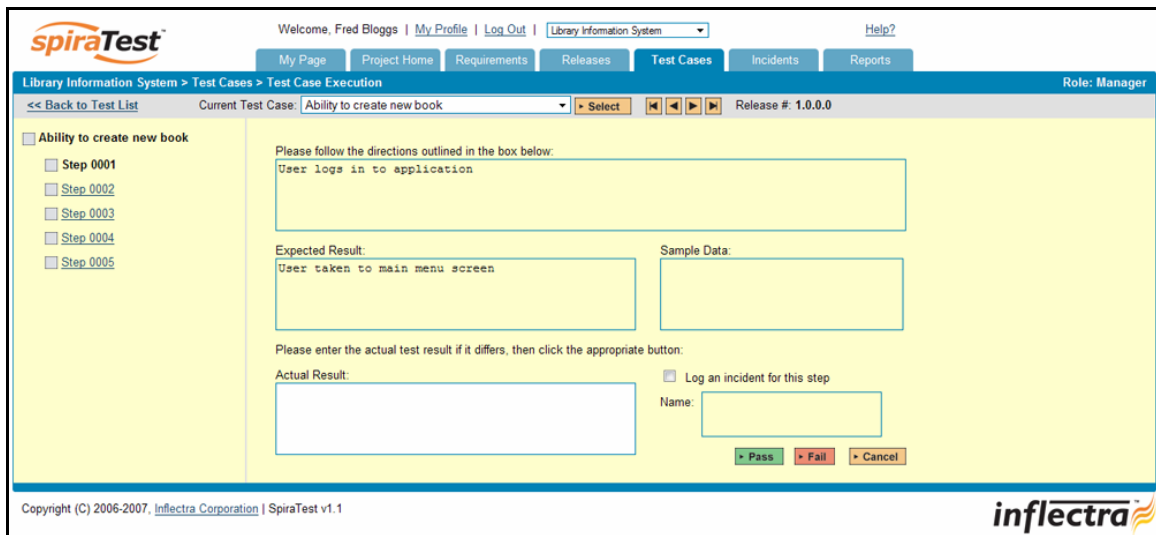 spiraTest™
Welcome, Fred Bloggs | My Profile | Log Out | Library Information System Help?
My Page Project Home Requirements Releases Test Cases Incidents Reports
Library Information System > Test Cases > Test Case Execution Role: Manager
<< Back to Test List Current Test Case: Ability to create new book Select Release #: 1.0.0.0
Ability to create new book
Step 0001
Step 0002
Step 0003
Step 0004
Step 0005
Please follow the directions outlined in the box below:
User logs in to application
Expected Result: Sample Data:
User taken to main menu screen
Please enter the actual test result if it differs, then click the appropriate button:
Actual Result: Log an incident for this step
Name:
Pass Fail Cancel
Copyright (C) 2006-2007, Inflectra Corporation | SpiraTest v1.1
inflectra™